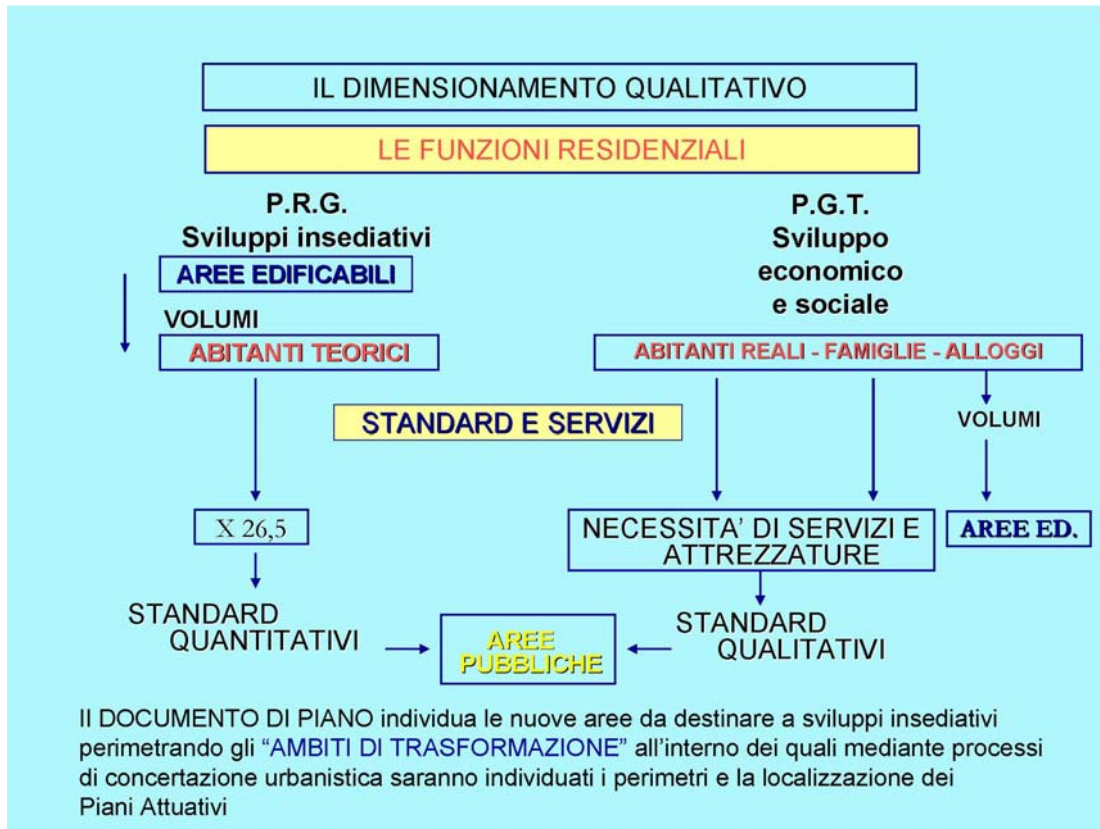 IL DIMENSIONAMENTO QUALITATIVO
LE FUNZIONI RESIDENZIALI
P.R.G.
Sviluppi insediativi
AREE EDIFICABILI
VOLUMI
ABITANTI TEORICI
P.G.T.
Sviluppo
economico
e sociale
ABITANTI REALI - FAMIGLIE - ALLOGGI
STANDARD E SERVIZI
VOLUMI
X 26,5
NECESSITA' DI SERVIZI E
ATTREZZATURE
AREE ED.
STANDARD
QUANTITATIVI
AREE
PUBBLICHE
STANDARD
QUALITATIVI
Il DOCUMENTO DI PIANO individua le nuove aree da destinare a sviluppi insediativi
perimetrando gli “AMBITI DI TRASFORMAZIONE” all'interno dei quali mediante processi
di concertazione urbanistica saranno individuati i perimetri e la localizzazione dei
Piani Attuativi